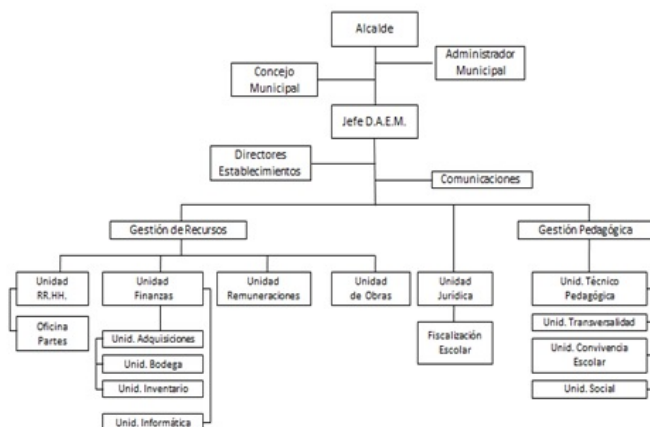 Alcalde
Administrador
Municipal
Concejo
Municipal
Jefe D.A.E.M.
Directores
Establecimientos
Comunicaciones
Gestión de Recursos
Gestión Pedagógica
Unidad
RR.HH.
Unidad
Finanzas
Unidad
Remuneraciones
Unidad
de Obras
Unidad
Jurídica
Unid. Técnico
Pedagógica
Oficina
Partes
Unid. Adquisiciones
Unid. Bodega
Unid. Inventario
Unid. Informática
Fiscalización
Escolar
Unid. Transversalidad
Unid. Convivencia
Escolar
Unid. Social